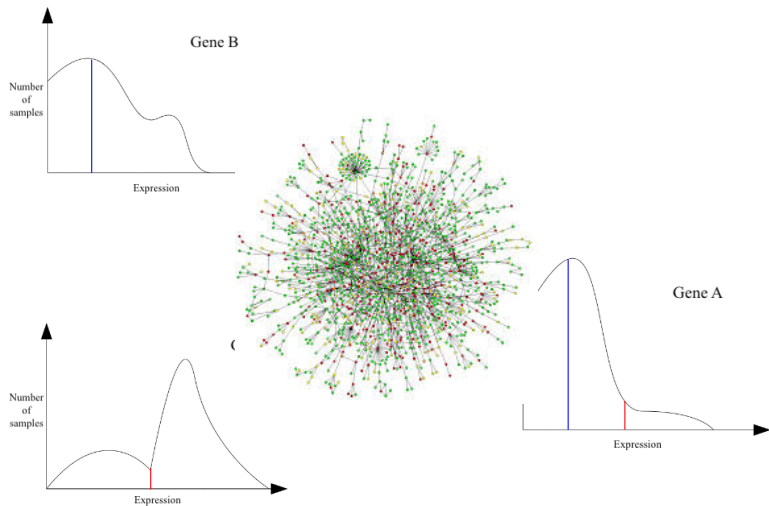 Gene B
Number
of
samples
Expression
Gene A
Expression
Number
of
samples
Expression